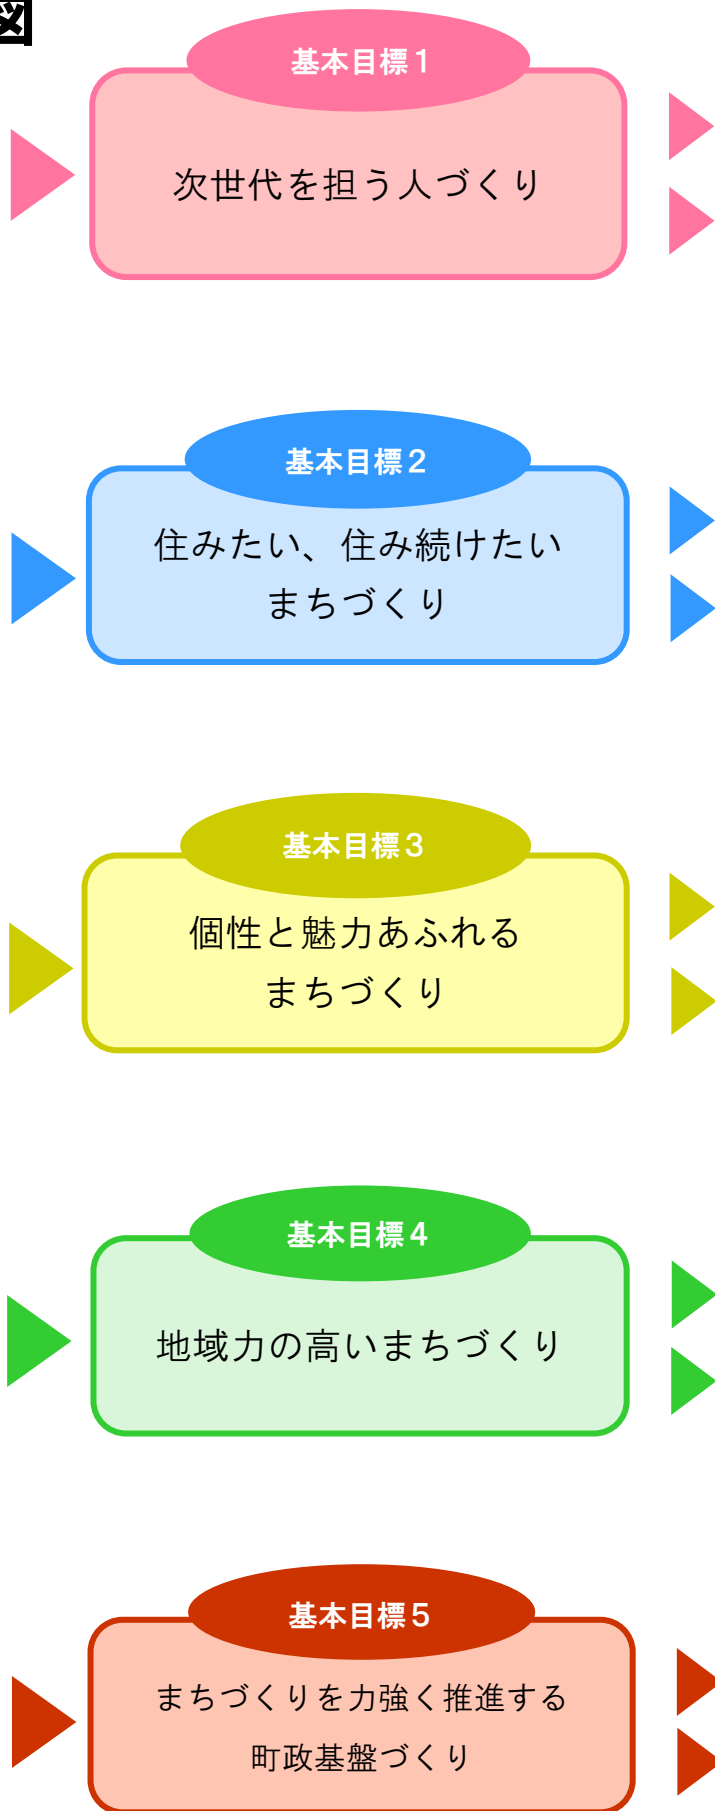 図
基本目標１
次世代を担う人づくり
基本目標２
住みたい、住み続けたい
まちづくり
基本目標３
個性と魅力あふれる
まちづくり
基本目標４
地域力の高いまちづくり
基本目標５
まちづくりを力強く推進する
町政基盤づくり